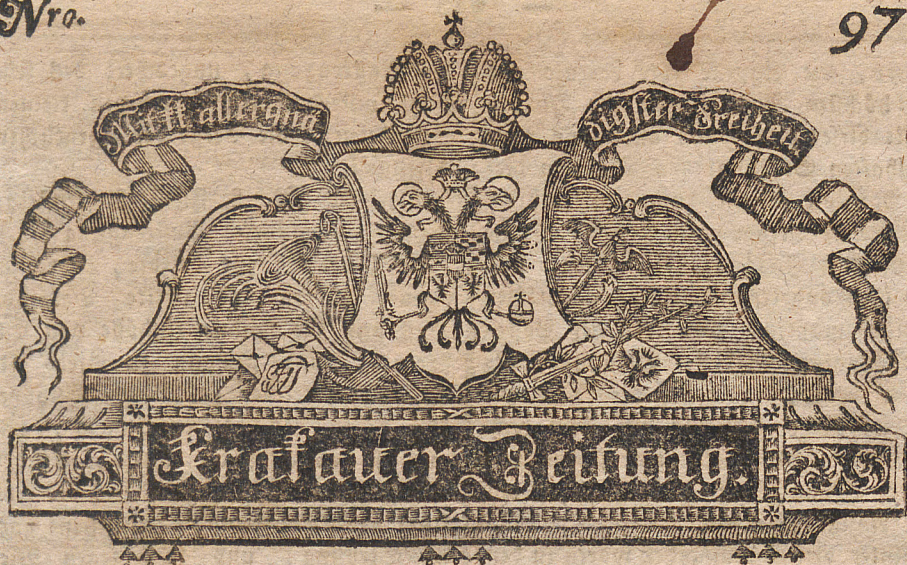 Nro. 97
Mit k. k. allergnä digster Freiheit
Krakauer Zeitung.